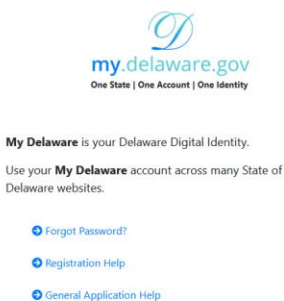 D
my.delaware.gov
One State | One Account | One Identity
My Delaware is your Delaware Digital Identity.
Use your My Delaware account across many State of
Delaware websites.
Forgot Password?
Registration Help
General Application Help